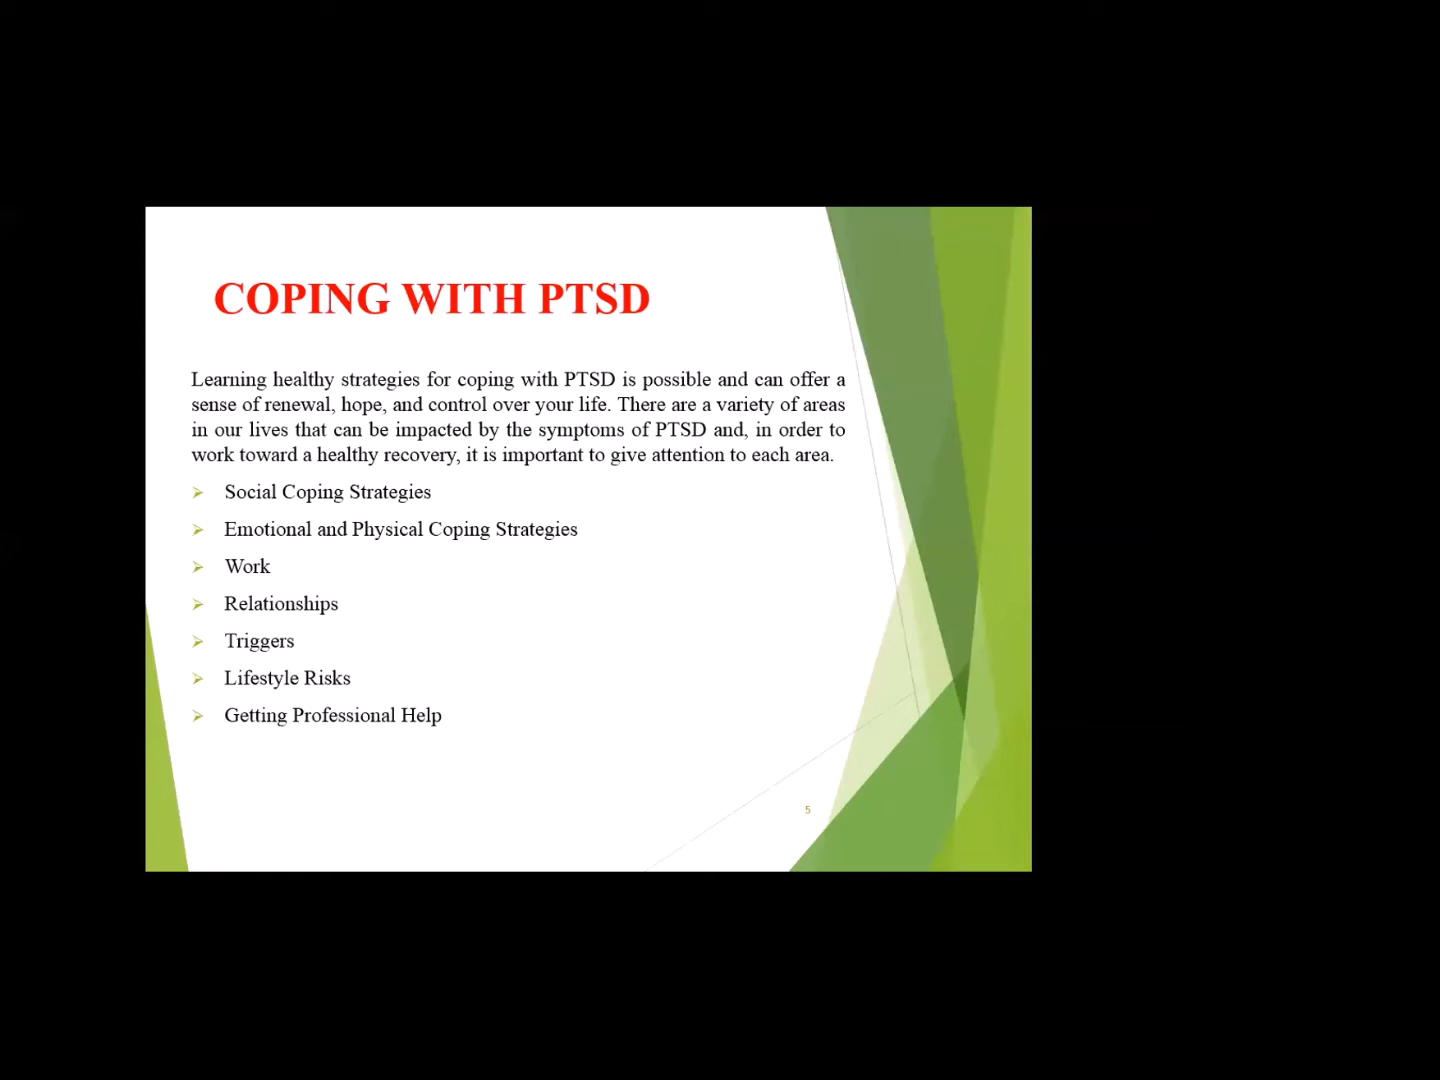 COPING WITH PTSD
Learning healthy strategies for coping with PTSD is possible and can offer a
sense of renewal, hope, and control over your life. There are a variety of areas
in our lives that can be impacted by the symptoms of PTSD and, in order to
work toward a healthy recovery, it is important to give attention to each area.
Social Coping Strategies
Emotional and Physical Coping Strategies
Work
Relationships
Triggers
Lifestyle Risks
Getting Professional Help
5